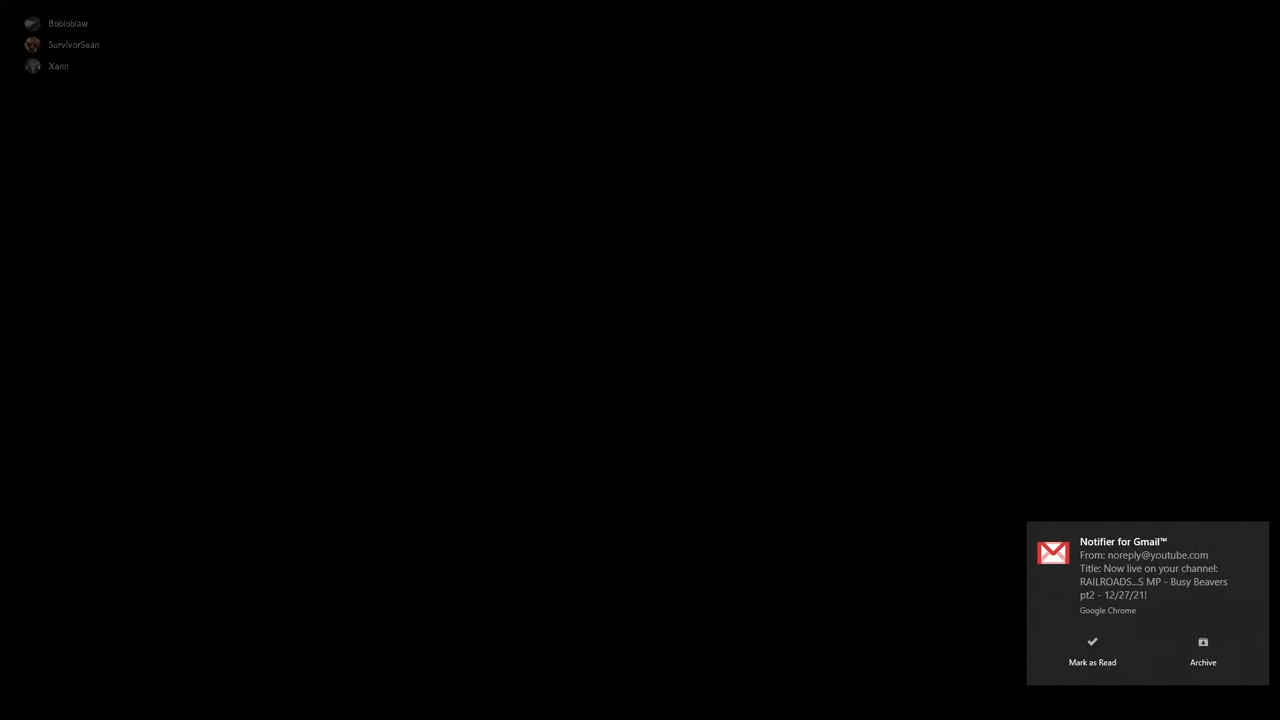 Bobloblaw
SurvivorSean
Xann
Notifier for Gmail™
From: noreply@youtube.com
Title: Now live on your channel:
RAILROADS...S MP - Busy Beavers
pt2 - 12/27/21!
Google Chrome
Mark as Read
Archive